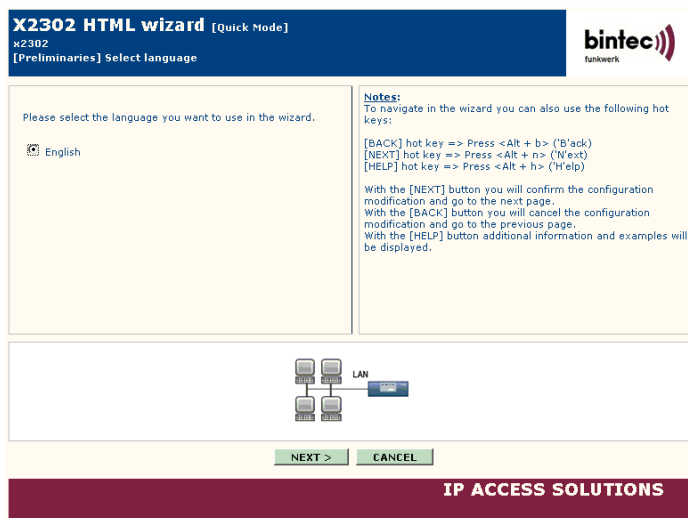 X2302 HTML wizard [Quick Mode]
x2302
[Preliminaries] Select language
bintec
funkwerk
Please select the language you want to use in the wizard.
English
Notes:
To navigate in the wizard you can also use the following hot
keys:
[BACK] hot key => Press <Alt + b> ('B'ack)
[NEXT] hot key => Press <Alt + n> ('N'ext)
[HELP] hot key => Press <Alt + h> ('H'elp)
With the [NEXT] button you will confirm the configuration
modification and go to the next page.
With the [BACK] button you will cancel the configuration
modification and go to the previous page.
With the [HELP] button additional information and examples will
be displayed.
LAN
NEXT >
CANCEL
IP ACCESS SOLUTIONS